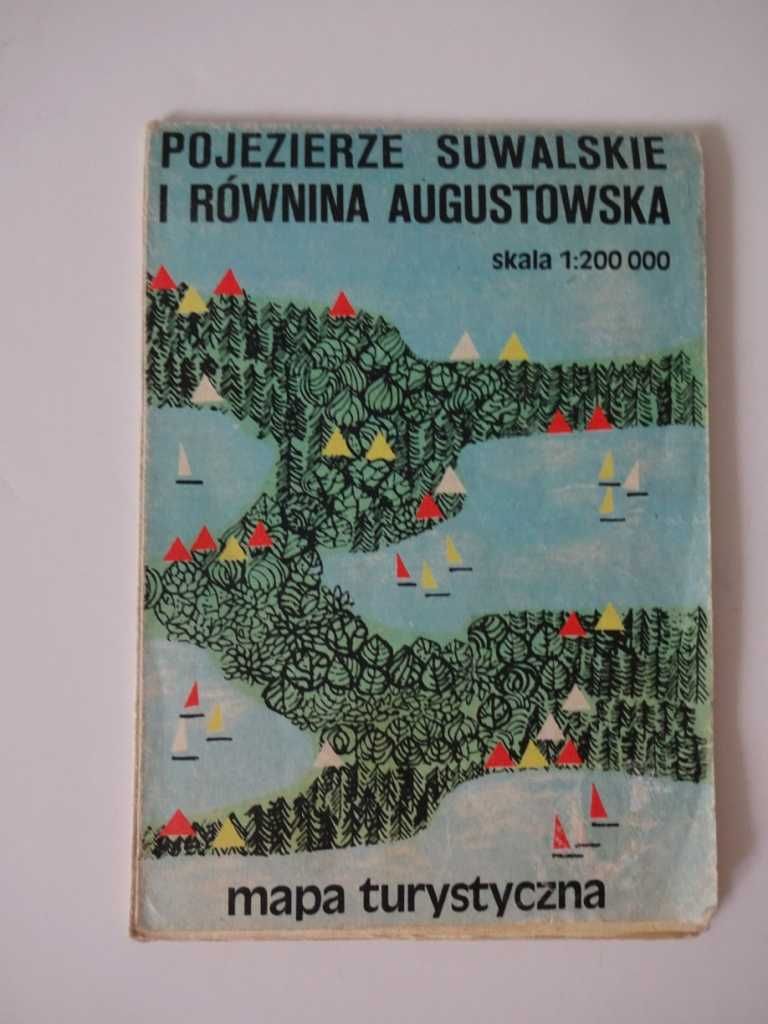 POJEZIERZE SUWALSKIE
I RÓWNINA AUGUSTOWSKA
skala 1:200 000
mapa turystyczna